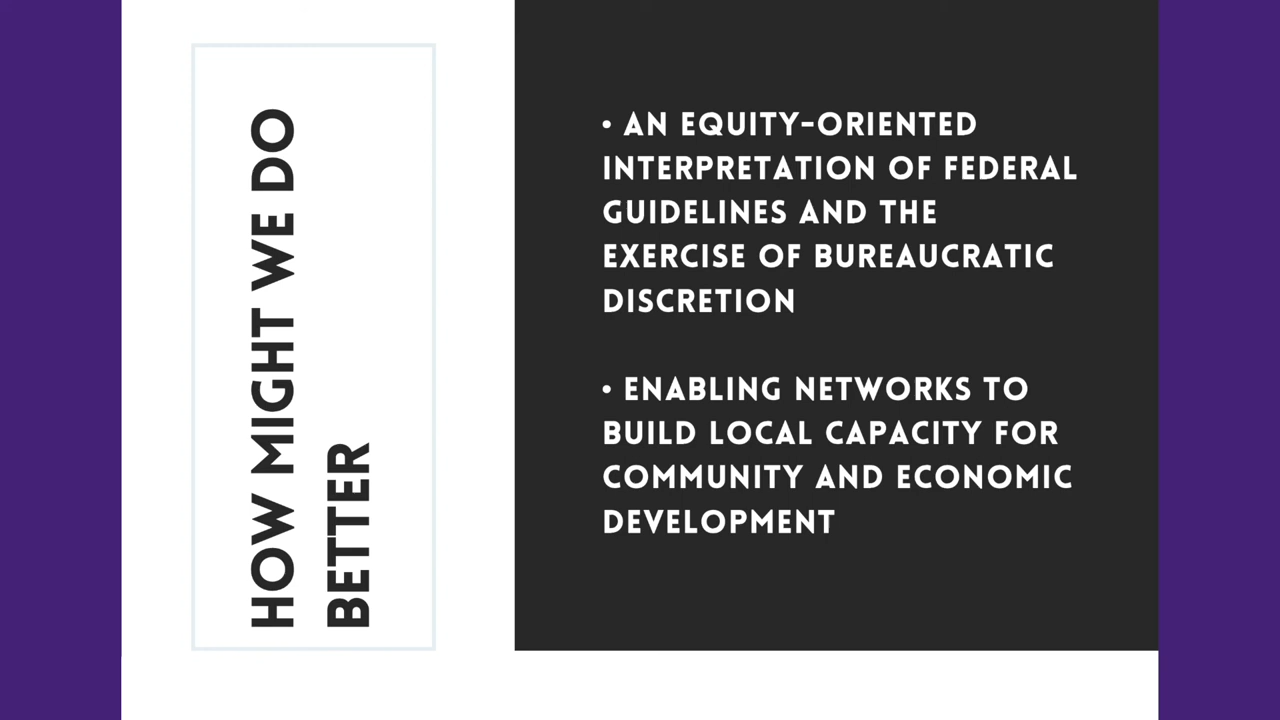 HOW MIGHT WE DO
BETTER
• AN EQUITY-ORIENTED
INTERPRETATION OF FEDERAL
GUIDELINES AND THE
EXERCISE OF BUREAUCRATIC
DISCRETION
• ENABLING NETWORKS TO
BUILD LOCAL CAPACITY FOR
COMMUNITY AND ECONOMIC
DEVELOPMENT